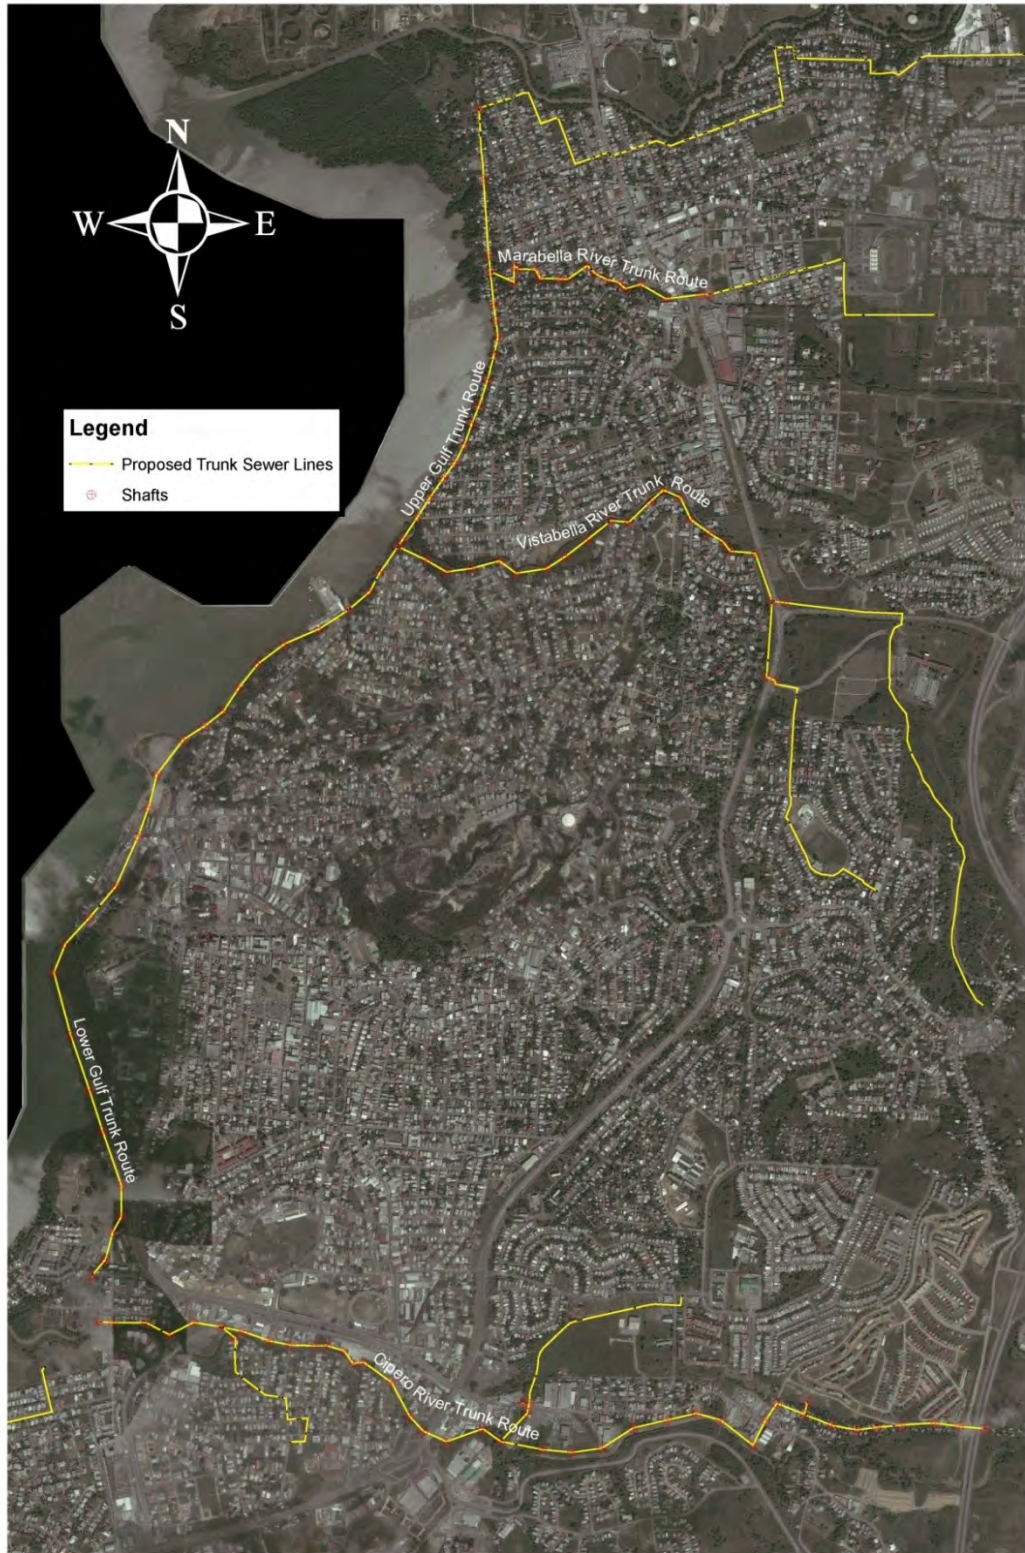 N
W E
S
Marabella River Trunk Route
Upper Gulf Trunk Route
Legend
Proposed Trunk Sewer Lines
Shafts
Vistabella River Trunk Route
Lower Gulf Trunk Route
Cipero River Trunk Route